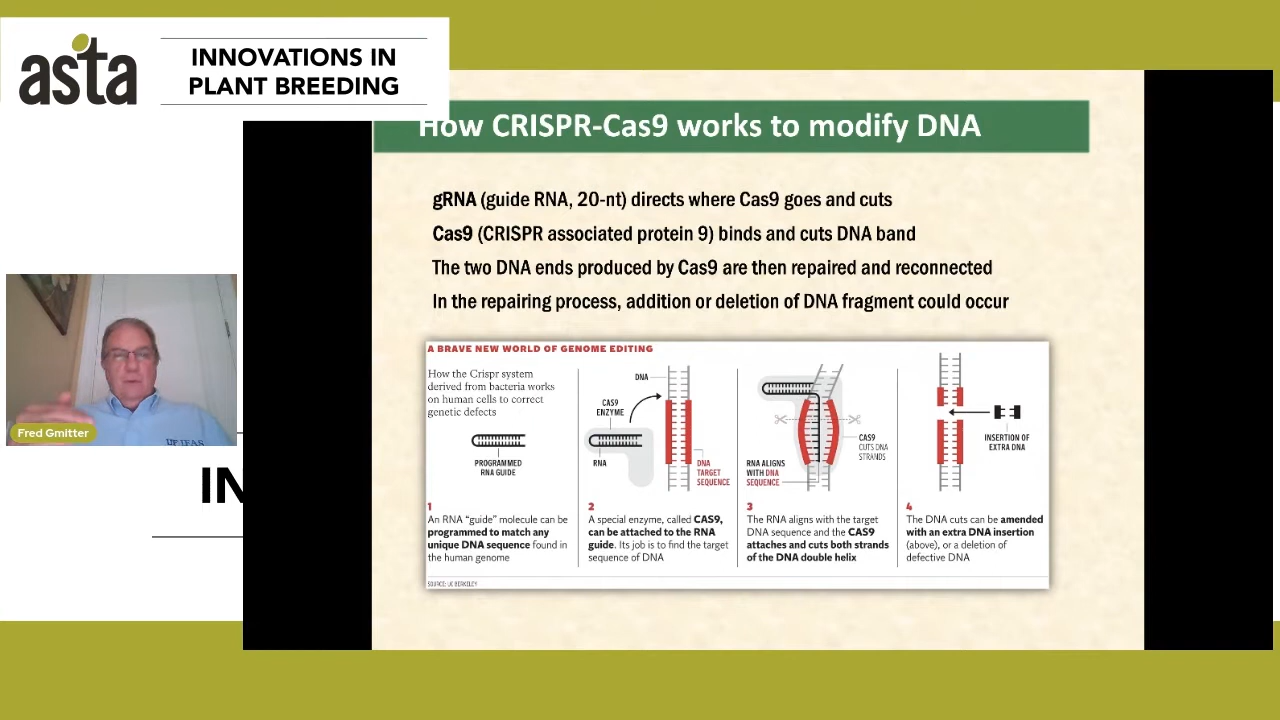 asta
INNOVATIONS IN
PLANT BREEDING
How CRISPR-Cas9 works to modify DNA
gRNA (guide RNA, 20-nt) directs where Cas9 goes and cuts
Cas9 (CRISPR associated protein 9) binds and cuts DNA band
The two DNA ends produced by Cas9 are then repaired and reconnected
In the repairing process, addition or deletion of DNA fragment could occur
A BRAVE NEW WORLD OF GENOME EDITING
How the Crispr system
derived from bacteria works
on human cells to correct
genetic defects
PROGRAMMED
RNA GUIDE
1
An RNA “guide” molecule can be
programmed to match any
unique DNA sequence found in
the human genome
DNA
CAS9
ENZYME
RNA
DNA
TARGET
SEQUENCE
2
A special enzyme, called CAS9,
can be attached to the RNA
guide. Its job is to find the target
sequence of DNA
CAS9
CUTS DNA
STRANDS
RNA ALIGNS
WITH DNA
SEQUENCE
3
The RNA aligns with the target
DNA sequence and the CAS9
attaches and cuts both strands
of the DNA double helix
INSERTION OF
EXTRA DNA
4
The DNA cuts can be amended
with an extra DNA insertion
(above), or a deletion of
defective DNA
SOURCE: UC BERKELEY
Fred Gmitter
UF IFAS
IN